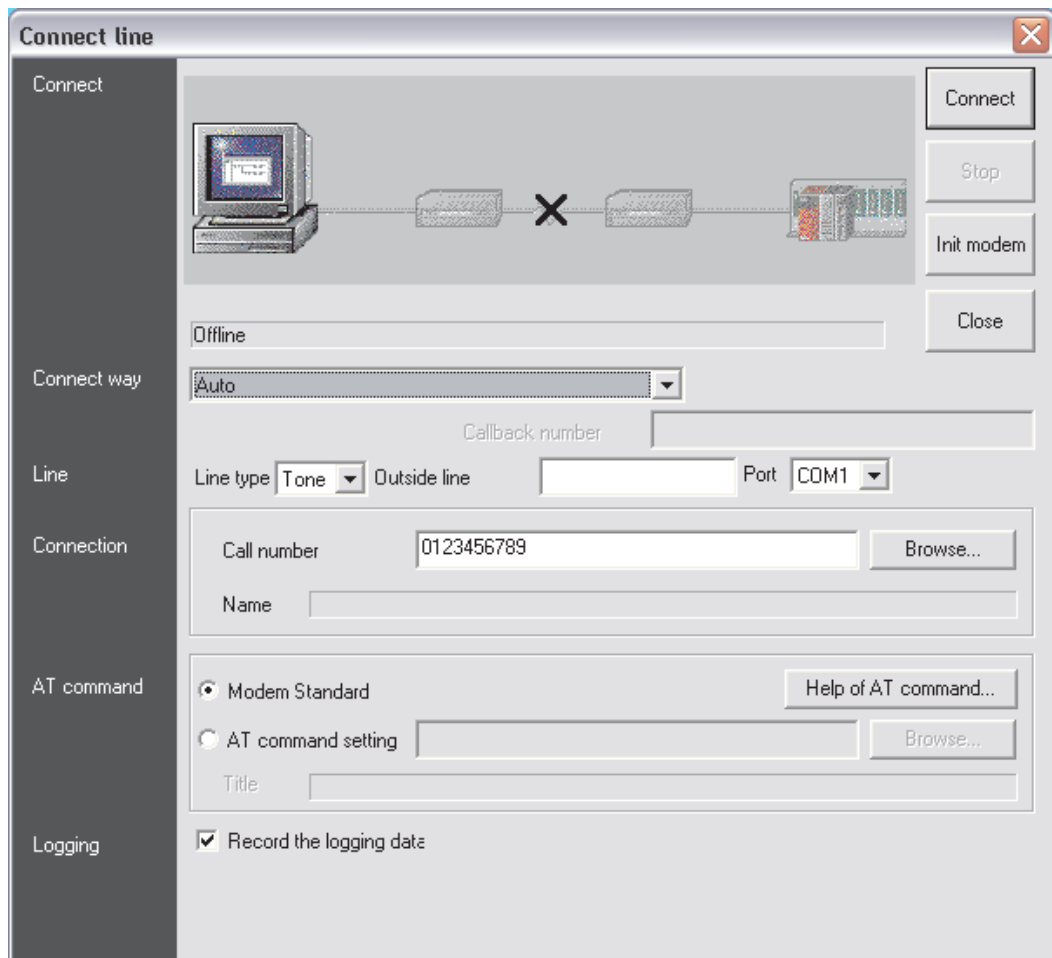 Connect line
Connect
Connect
Stop
Init modem
Close
Offline
Connect way
Auto
Callback number
Line
Line type
Tone
Outside line
Port
COM1
Connection
Call number
0123456789
Browse...
Name
AT command
Modem Standard
Help of AT command...
AT command setting
Browse...
Title
Logging
Record the logging data